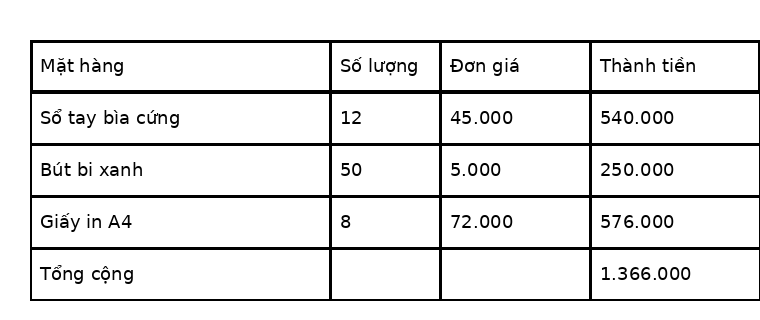 Mặt hàng Số lượng Đơn giá Thành tiền
Sổ tay bìa cứng 12 45.000 540.000
Bút bi xanh 50 5.000 250.000
Giấy in A4 8 72.000 576.000
Tổng cộng 1.366.000